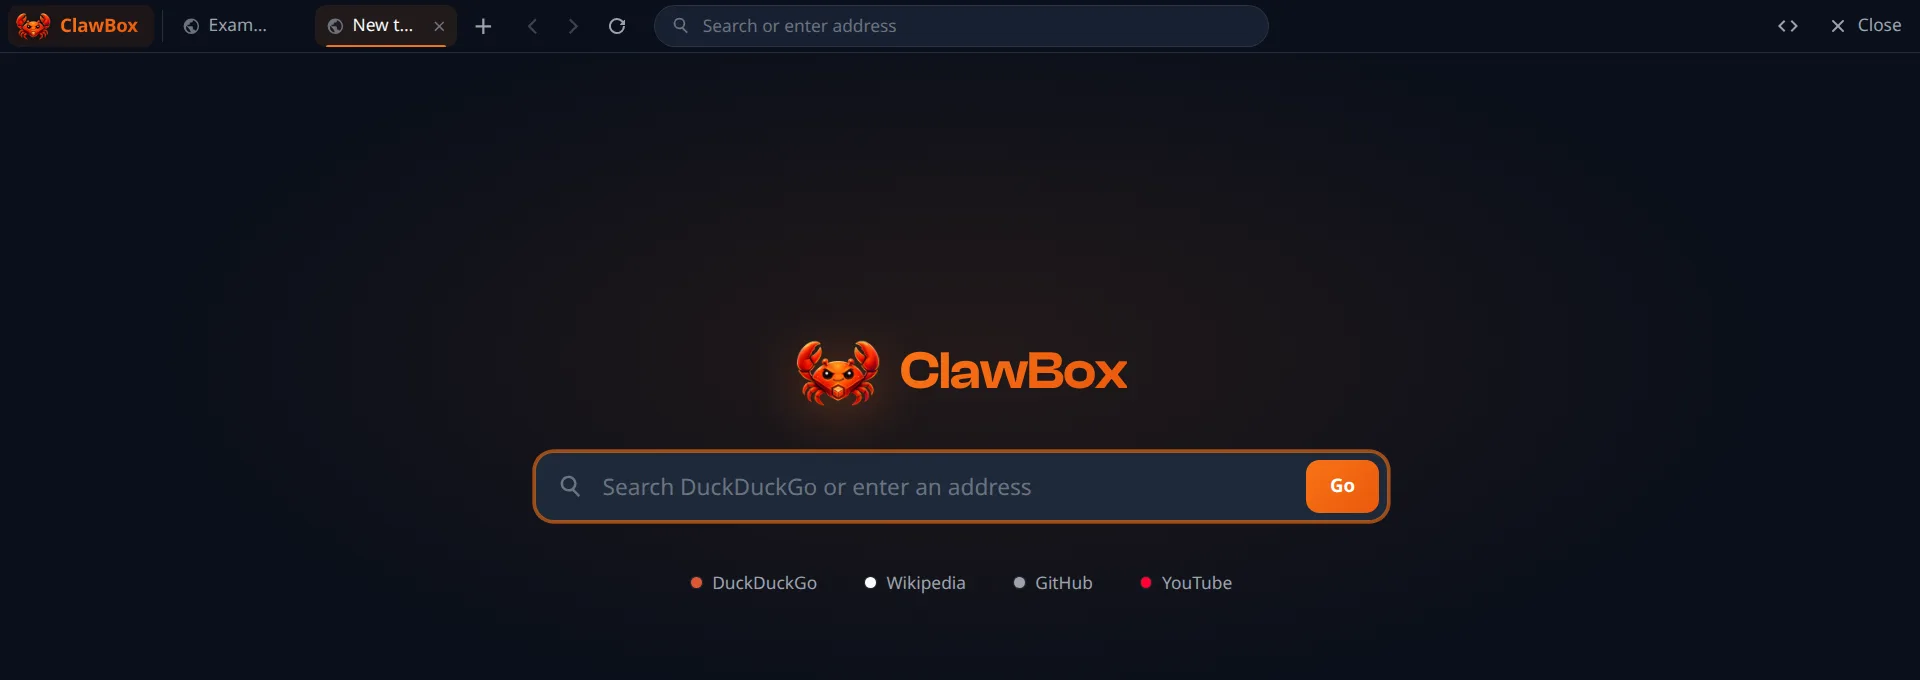 ClawBox
Exam...
New t...
Search or enter address
Close
ClawBox
Search DuckDuckGo or enter an address
Go
DuckDuckGo
Wikipedia
GitHub
YouTube